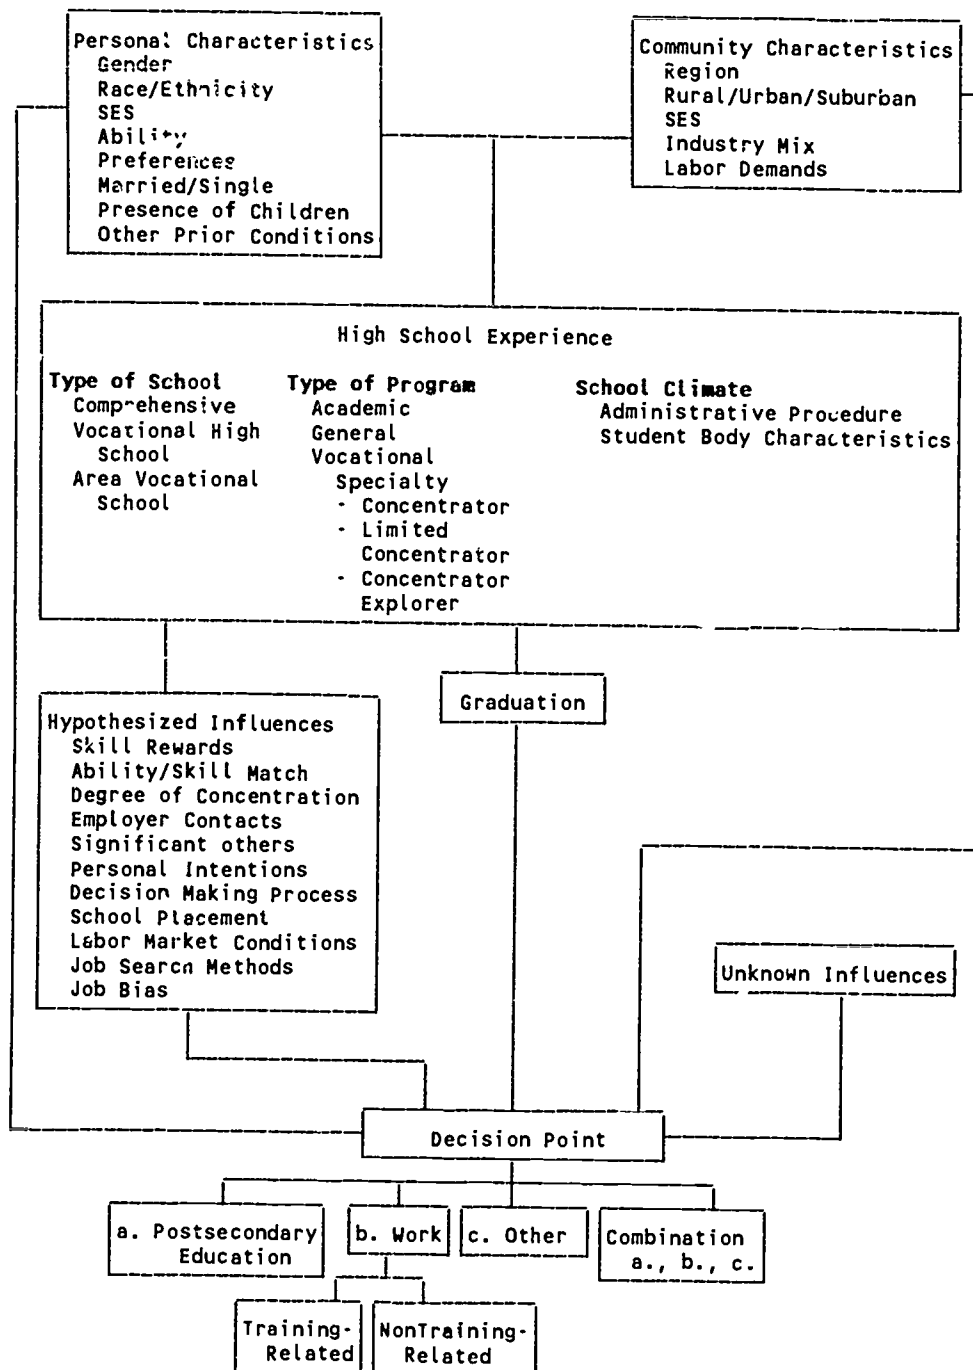 Personal Characteristics
Gender
Race/Ethnicity
SES
Ability
Preferences
Married/Single
Presence of Children
Other Prior Conditions
Community Characteristics
Region
Rural/Urban/Suburban
SES
Industry Mix
Labor Demands
High School Experience
Type of School
Comprehensive
Vocational High
School
Area Vocational
School
Type of Program
Academic
General
Vocational
Specialty
- Concentrator
- Limited
Concentrator
- Concentrator
Explorer
School Climate
Administrative Procedure
Student Body Characteristics
Graduation
Hypothesized Influences
Skill Rewards
Ability/Skill Match
Degree of Concentration
Employer Contacts
Significant others
Personal Intentions
Decision Making Process
School Placement
Labor Market Conditions
Job Search Methods
Job Bias
Unknown Influences
Decision Point
a. Postsecondary
Education
b. Work
c. Other
Combination
a., b., c.
Training-
Related
NonTraining-
Related